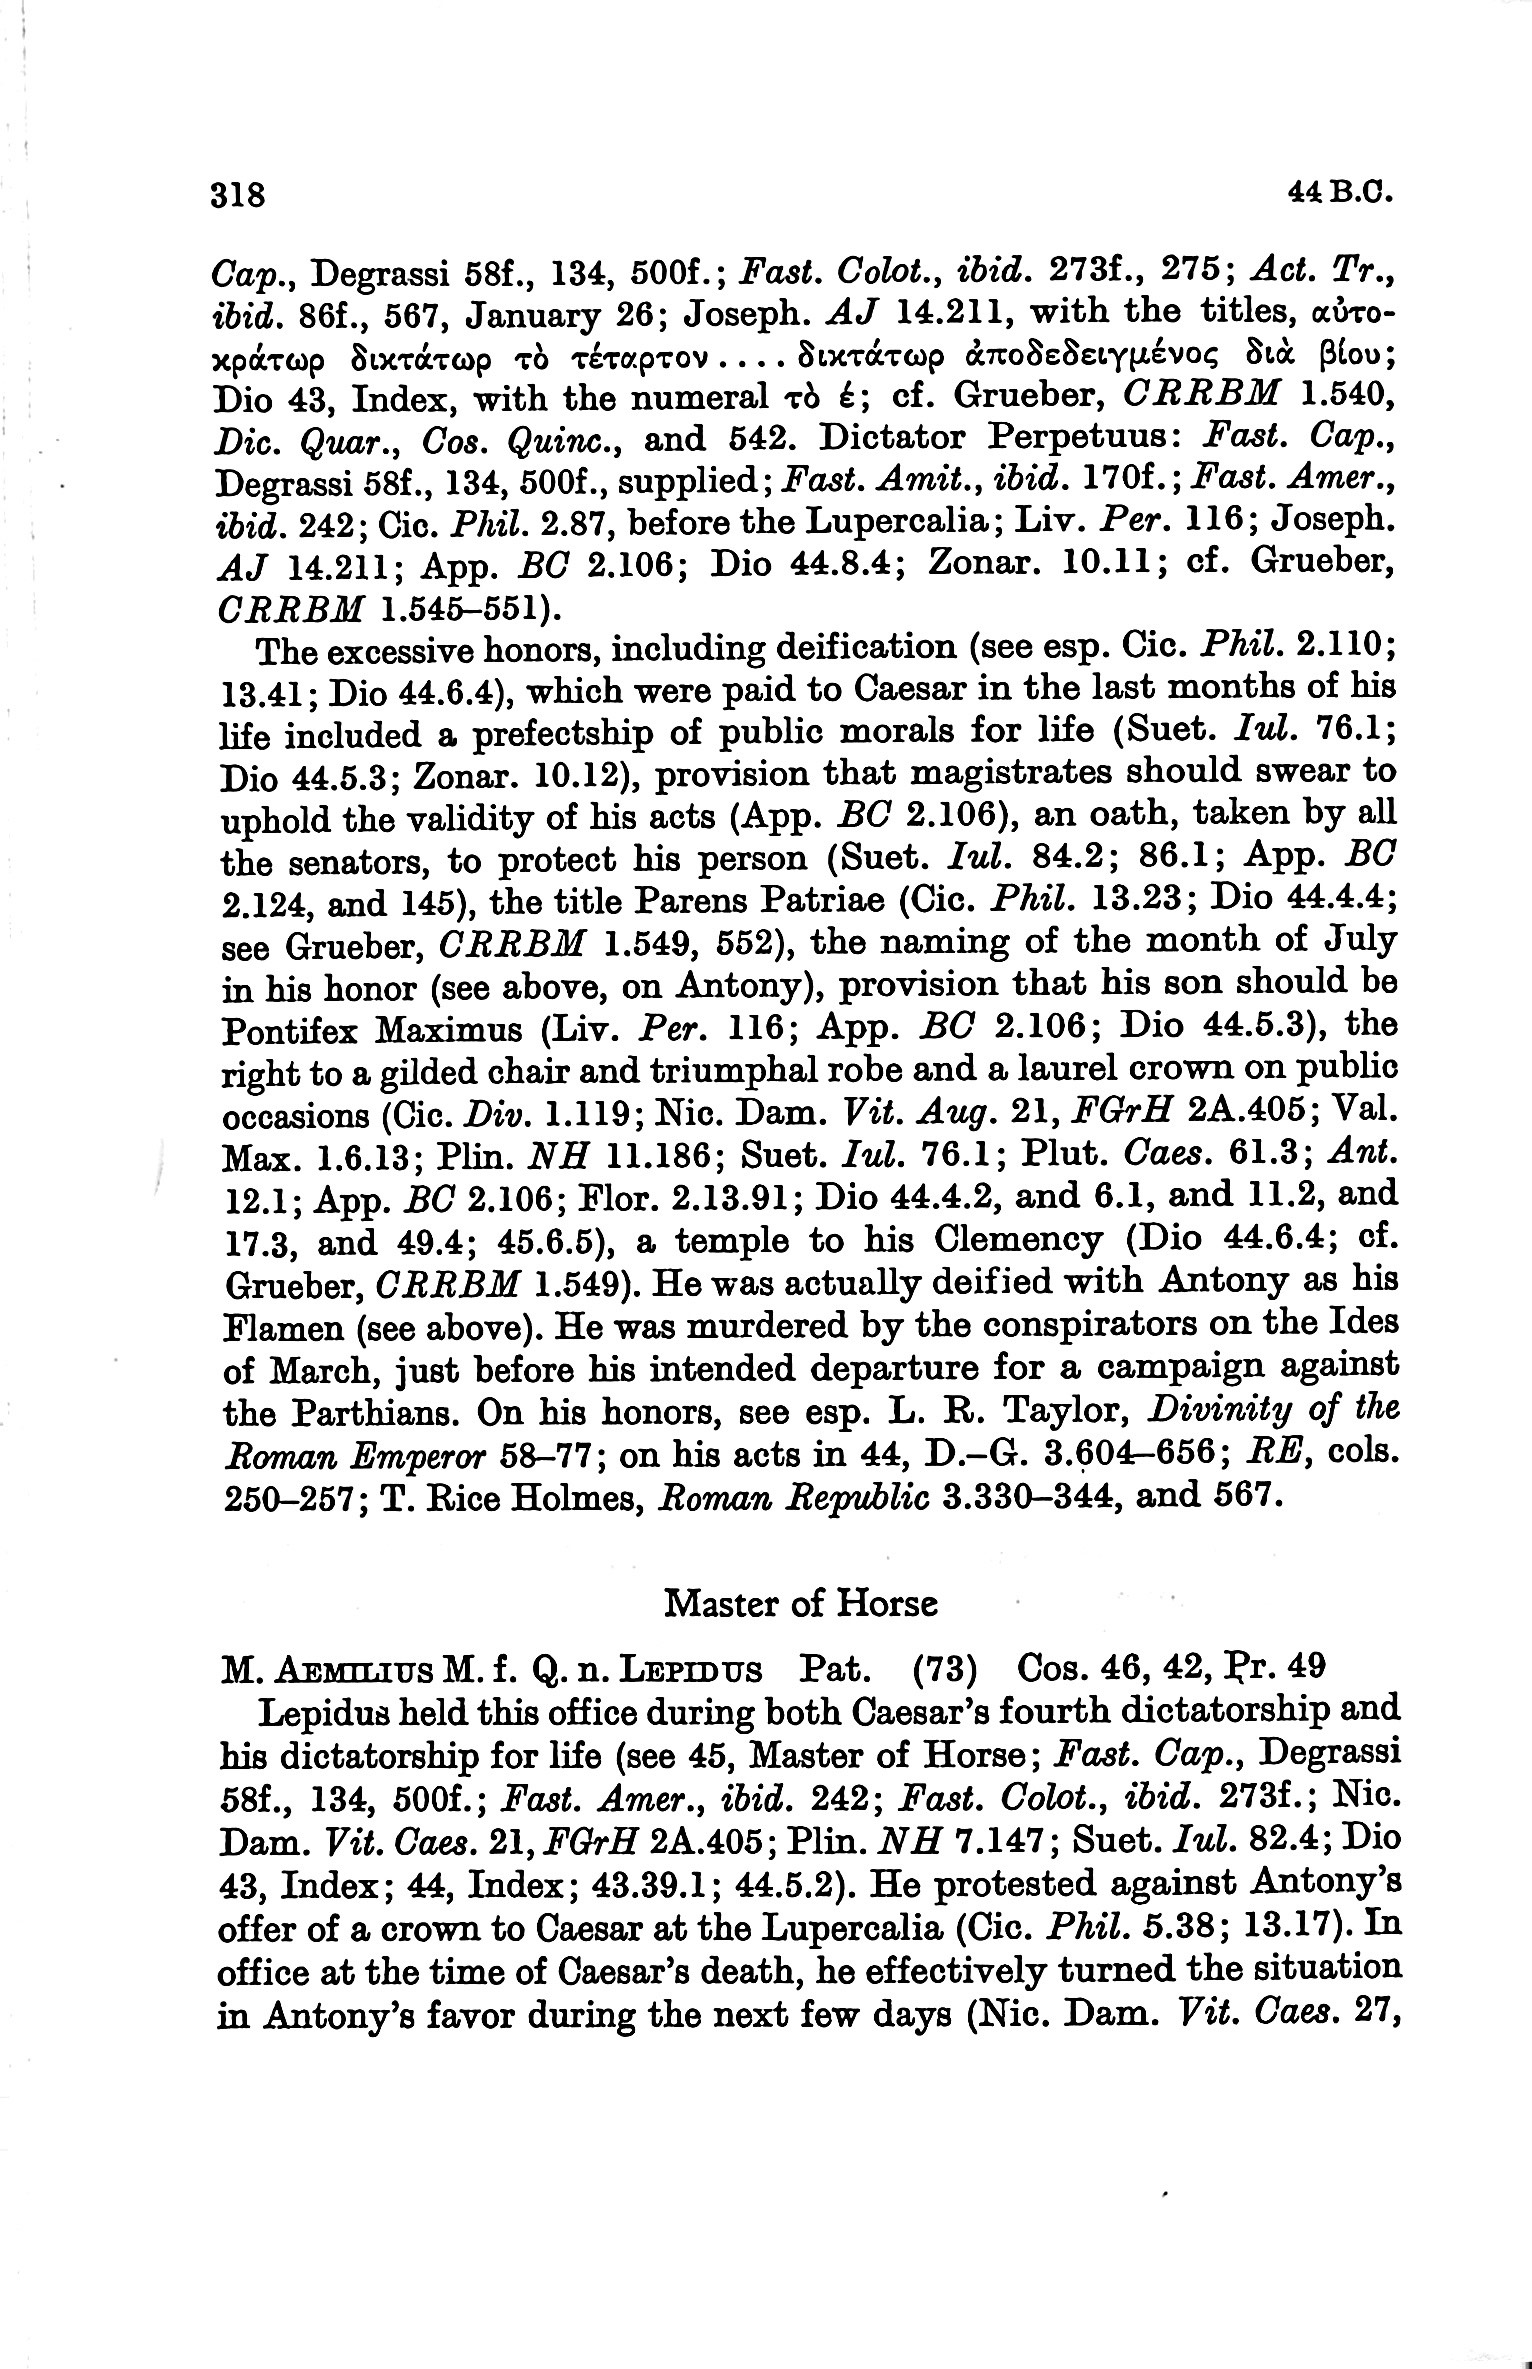 318 44 B.C.
Cap., Degrassi 58f., 134, 500f.; Fast. Colot., ibid. 273f., 275; Act. Tr.,
ibid. 86f., 567, January 26; Joseph. AJ 14.211, with the titles, αὐτο-
κράτωρ δικτάτωρ τὸ τέταρτον .... δικτάτωρ ἀποδεδειγμένος διὰ βίου;
Dio 43, Index, with the numeral τὸ έ; cf. Grueber, CRRBM 1.540,
Dic. Quar., Cos. Quinc., and 542. Dictator Perpetuus: Fast. Cap.,
Degrassi 58f., 134, 500f., supplied; Fast. Amit., ibid. 170f.; Fast. Amer.,
ibid. 242; Cic. Phil. 2.87, before the Lupercalia; Liv. Per. 116; Joseph.
AJ 14.211; App. BC 2.106; Dio 44.8.4; Zonar. 10.11; cf. Grueber,
CRRBM 1.545–551).
The excessive honors, including deification (see esp. Cic. Phil. 2.110;
13.41; Dio 44.6.4), which were paid to Caesar in the last months of his
life included a prefectship of public morals for life (Suet. Iul. 76.1;
Dio 44.5.3; Zonar. 10.12), provision that magistrates should swear to
uphold the validity of his acts (App. BC 2.106), an oath, taken by all
the senators, to protect his person (Suet. Iul. 84.2; 86.1; App. BC
2.124, and 145), the title Parens Patriae (Cic. Phil. 13.23; Dio 44.4.4;
see Grueber, CRRBM 1.549, 552), the naming of the month of July
in his honor (see above, on Antony), provision that his son should be
Pontifex Maximus (Liv. Per. 116; App. BC 2.106; Dio 44.5.3), the
right to a gilded chair and triumphal robe and a laurel crown on public
occasions (Cic. Div. 1.119; Nic. Dam. Vit. Aug. 21, FGrH 2A.405; Val.
Max. 1.6.13; Plin. NH 11.186; Suet. Iul. 76.1; Plut. Caes. 61.3; Ant.
12.1; App. BC 2.106; Flor. 2.13.91; Dio 44.4.2, and 6.1, and 11.2, and
17.3, and 49.4; 45.6.5), a temple to his Clemency (Dio 44.6.4; cf.
Grueber, CRRBM 1.549). He was actually deified with Antony as his
Flamen (see above). He was murdered by the conspirators on the Ides
of March, just before his intended departure for a campaign against
the Parthians. On his honors, see esp. L. R. Taylor, Divinity of the
Roman Emperor 58–77; on his acts in 44, D.–G. 3.604–656; RE, cols.
250–257; T. Rice Holmes, Roman Republic 3.330–344, and 567.
Master of Horse
M. AEMILIUS M. f. Q. n. LEPIDUS Pat. (73) Cos. 46, 42, Pr. 49
Lepidus held this office during both Caesar's fourth dictatorship and
his dictatorship for life (see 45, Master of Horse; Fast. Cap., Degrassi
58f., 134, 500f.; Fast. Amer., ibid. 242; Fast. Colot., ibid. 273f.; Nic.
Dam. Vit. Caes. 21, FGrH 2A.405; Plin. NH 7.147; Suet. Iul. 82.4; Dio
43, Index; 44, Index; 43.39.1; 44.5.2). He protested against Antony's
offer of a crown to Caesar at the Lupercalia (Cic. Phil. 5.38; 13.17). In
office at the time of Caesar's death, he effectively turned the situation
in Antony's favor during the next few days (Nic. Dam. Vit. Caes. 27,